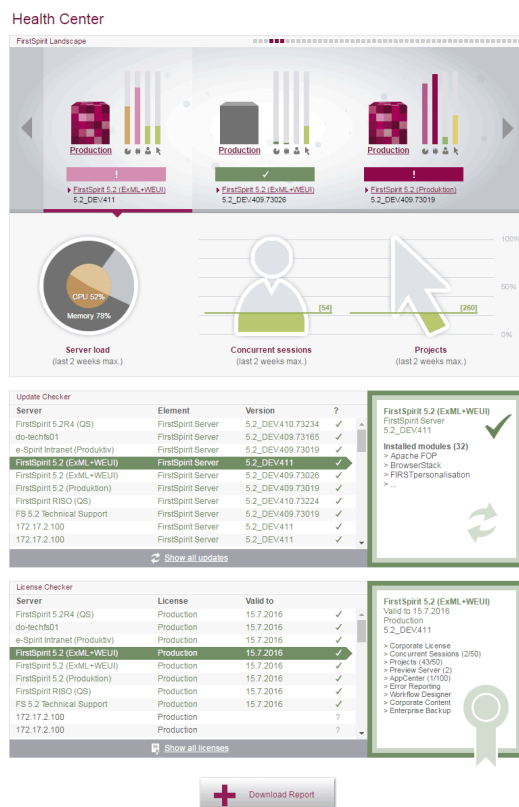 Health Center
FirstSpirit Landscape
Production
Production
Production
!
✓
!
FirstSpirit 5.2 (ExML+WEUI)
FirstSpirit 5.2 (ExML+WEUI)
FirstSpirit 5.2 (Produktion)
5.2_DEV.411
5.2_DEV.409.73026
5.2_DEV.409.73019
100%
50%
0%
CPU 52%
Memory 78%
[54]
[260]
Server load
(last 2 weeks max.)
Concurrent sessions
(last 2 weeks max.)
Projects
(last 2 weeks max.)
Update Checker
Server Element Version ?
FirstSpirit 5.2R4 (QS) FirstSpirit Server 5.2_DEV.410.73234 ✓
do-techfs01 FirstSpirit Server 5.2_DEV.409.73165 ✓
e-Spirit Intranet (Produktiv) FirstSpirit Server 5.2_DEV.409.73019 ✓
FirstSpirit 5.2 (ExML+WEUI) FirstSpirit Server 5.2_DEV.411 ✓
FirstSpirit 5.2 (ExML+WEUI) FirstSpirit Server 5.2_DEV.409.73026 ✓
FirstSpirit 5.2 (Produktion) FirstSpirit Server 5.2_DEV.409.73019 ✓
FirstSpirit RISO (QS) FirstSpirit Server 5.2_DEV.410.73224 ✓
FS 5.2 Technical Support FirstSpirit Server 5.2_DEV.409.73019 ✓
172.17.2.100 FirstSpirit Server 5.2_DEV.411 ✓
172.17.2.100 FirstSpirit Server 5.2_DEV.411 ✓
Show all updates
FirstSpirit 5.2 (ExML+WEUI)
FirstSpirit Server
5.2_DEV.411
Installed modules (32)
> Apache FOP
> BrowserStack
> FIRSTpersonalisation
> ...
License Checker
Server License Valid to
FirstSpirit 5.2R4 (QS) Production 15.7.2016 ✓
do-techfs01 Production 15.7.2016 ✓
e-Spirit Intranet (Produktiv) Production 15.7.2016 ✓
FirstSpirit 5.2 (ExML+WEUI) Production 15.7.2016 ✓
FirstSpirit 5.2 (ExML+WEUI) Production 15.7.2016 ✓
FirstSpirit 5.2 (Produktion) Production 15.7.2016 ✓
FirstSpirit RISO (QS) Production 15.7.2016 ✓
FS 5.2 Technical Support Production 15.7.2016 ✓
172.17.2.100 Production ?
172.17.2.100 Production ?
Show all licenses
FirstSpirit 5.2 (ExML+WEUI)
Valid to 15.7.2016
Production
5.2_DEV.411
> Corporate License
> Concurrent Sessions (2/50)
> Projects (43/50)
> Preview Server (2)
> AppCenter (1/100)
> Error Reporting
> Workflow Designer
> Corporate Content
> Enterprise Backup
Download Report